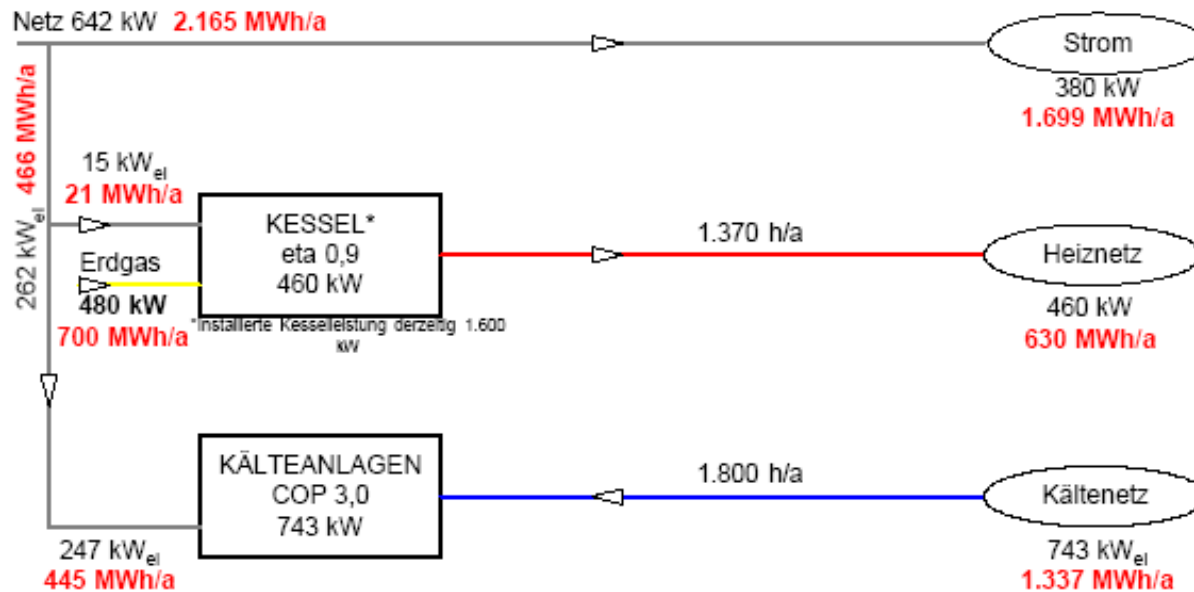 Netz 642 kW 2.165 MWh/a
Strom
380 kW
1.699 MWh/a
466 MWh/a
262 kWel
15 kWel
21 MWh/a
Erdgas
480 kW
700 MWh/a
KESSEL*
eta 0,9
460 kW
*Installierte Kesselleistung derzeitig 1.600
kW
1.370 h/a
Heiznetz
460 kW
630 MWh/a
KÄLTEANLAGEN
COP 3,0
743 kW
1.800 h/a
Kältenetz
743 kWel
1.337 MWh/a
247 kWel
445 MWh/a